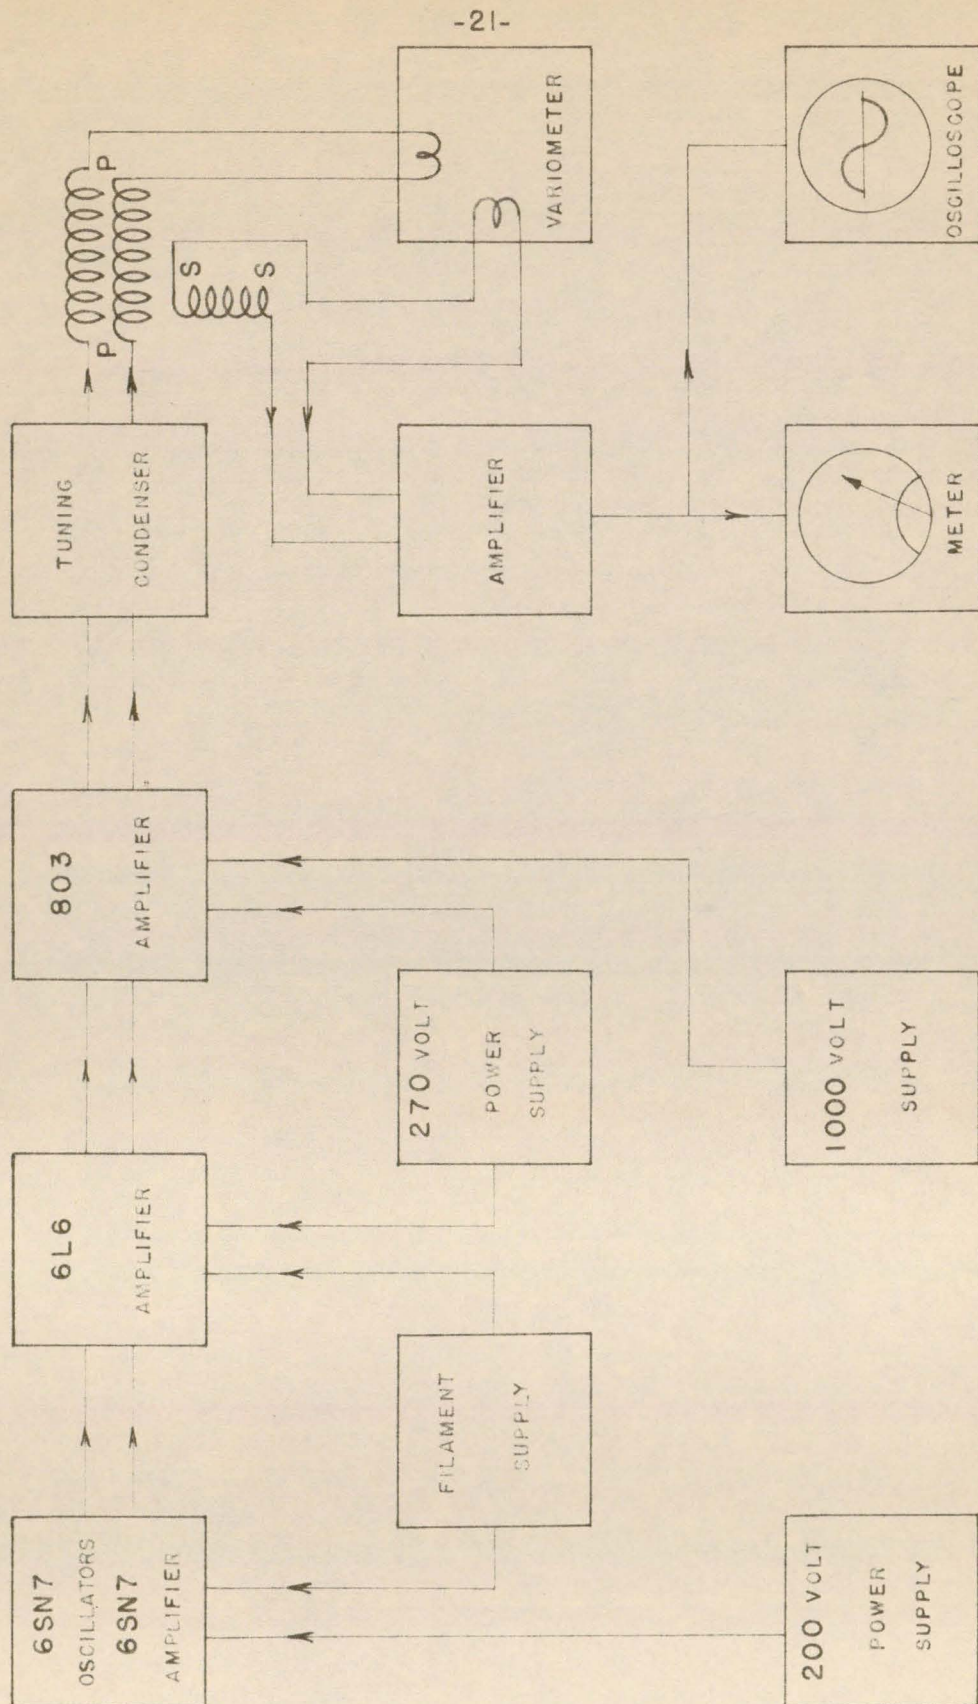 -21-
6SN7
OSCILLATORS
6SN7
AMPLIFIER
6L6
AMPLIFIER
803
AMPLIFIER
TUNING
CONDENSER
P
P
S
S
FILAMENT
SUPPLY
270 VOLT
POWER
SUPPLY
AMPLIFIER
VARIOMETER
200 VOLT
POWER
SUPPLY
1000 VOLT
SUPPLY
METER
OSCILLOSCOPE